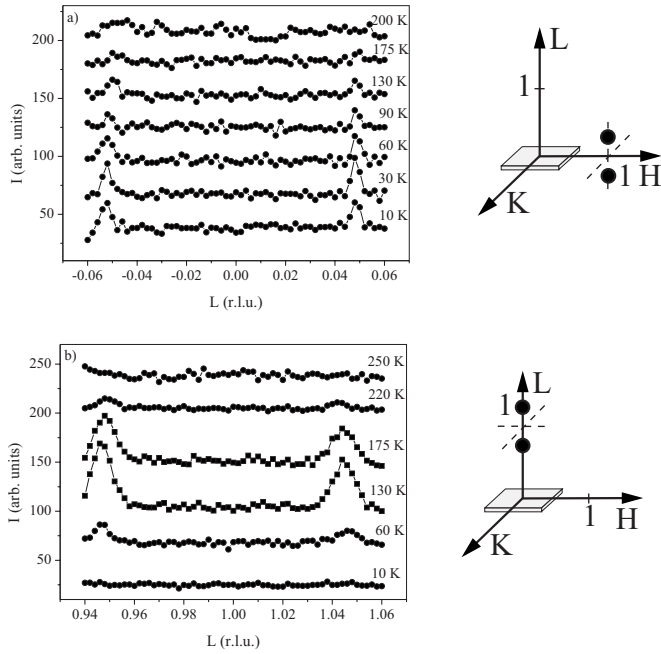 a)
200 K
175 K
130 K
90 K
60 K
30 K
10 K
200
150
100
50
I (arb. units)
-0.06 -0.04 -0.02 0.00 0.02 0.04 0.06
L (r.l.u.)
L
1
1 H
K
b)
250 K
220 K
175 K
130 K
60 K
10 K
250
200
150
100
50
0
I (arb. units)
0.94 0.96 0.98 1.00 1.02 1.04 1.06
L (r.l.u.)
L
1
1 H
K